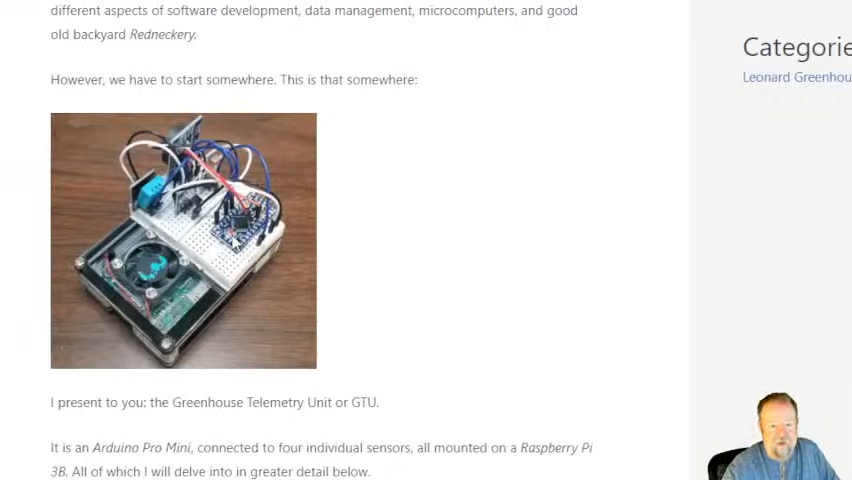 different aspects of software development, data management, microcomputers, and good
old backyard Redneckery.
However, we have to start somewhere. This is that somewhere:
I present to you: the Greenhouse Telemetry Unit or GTU.
It is an Arduino Pro Mini, connected to four individual sensors, all mounted on a Raspberry Pi
3B. All of which I will delve into in greater detail below.
Categorie
Leonard Greenhou